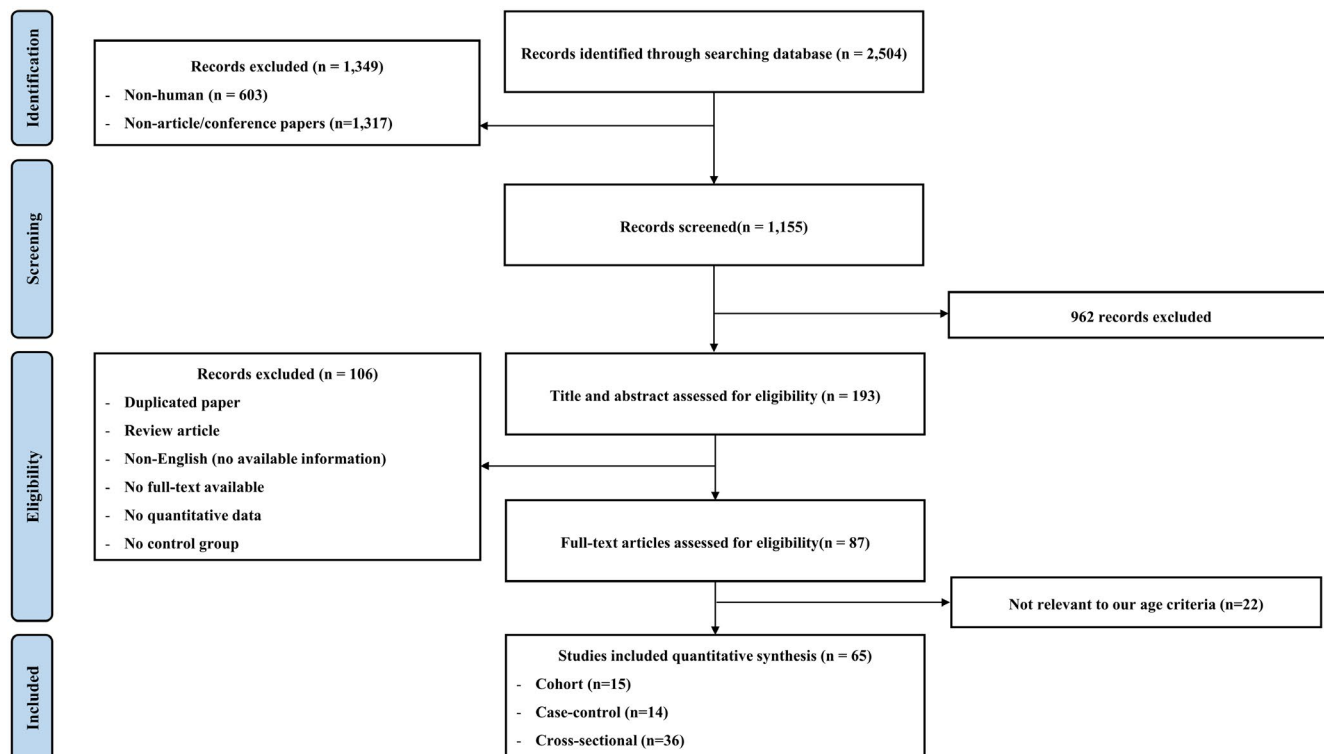 Identification
Records identified through searching database (n = 2,504)
Records excluded (n = 1,349)
- Non-human (n = 603)
- Non-article/conference papers (n=1,317)
Screening
Records screened(n = 1,155)
962 records excluded
Eligibility
Title and abstract assessed for eligibility (n = 193)
Records excluded (n = 106)
- Duplicated paper
- Review article
- Non-English (no available information)
- No full-text available
- No quantitative data
- No control group
Full-text articles assessed for eligibility(n = 87)
Not relevant to our age criteria (n=22)
Included
Studies included quantitative synthesis (n = 65)
- Cohort (n=15)
- Case-control (n=14)
- Cross-sectional (n=36)